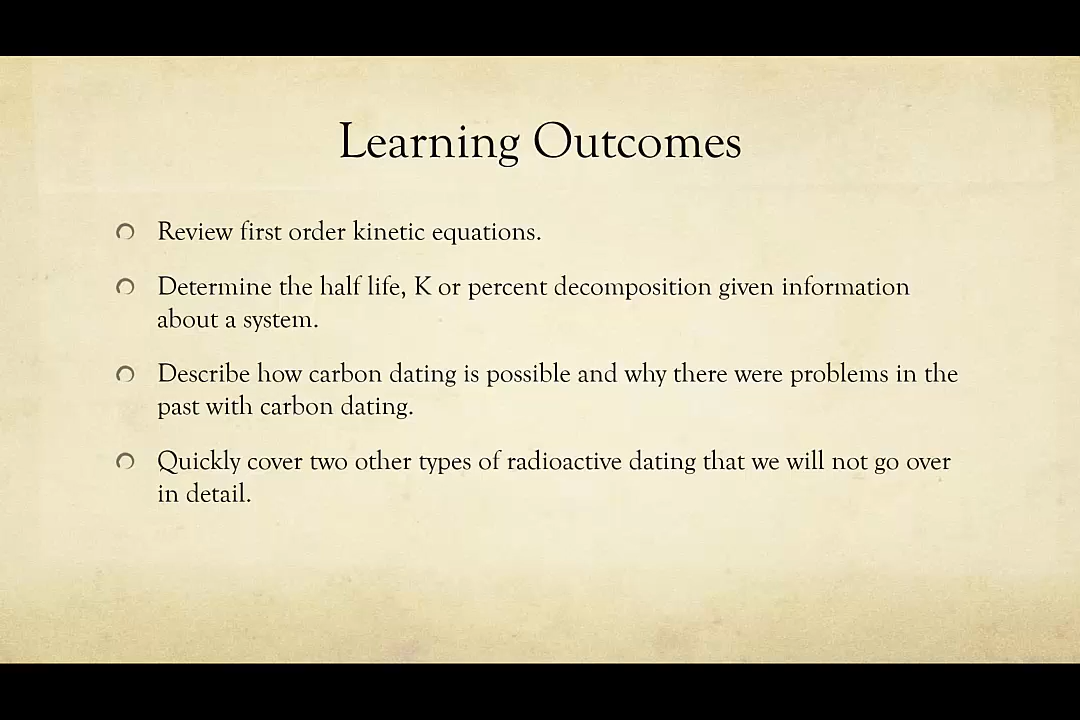 Learning Outcomes
Review first order kinetic equations.
Determine the half life, K or percent decomposition given information
about a system.
Describe how carbon dating is possible and why there were problems in the
past with carbon dating.
Quickly cover two other types of radioactive dating that we will not go over
in detail.